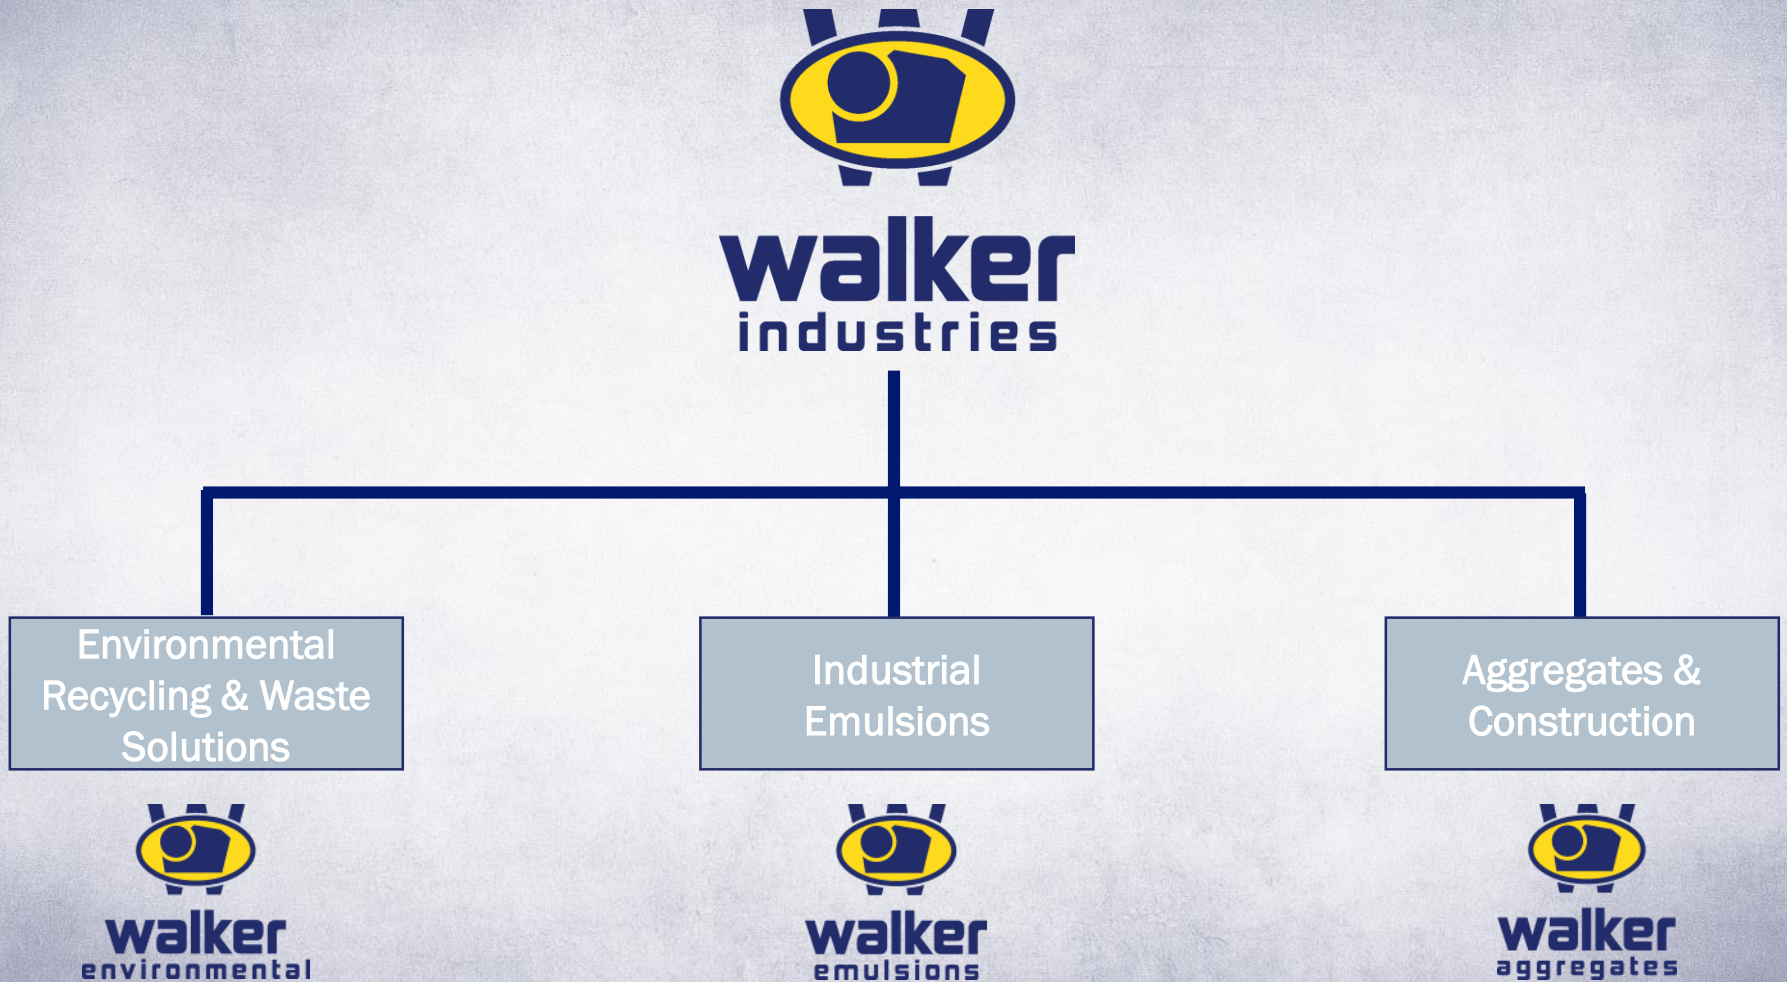 walker
industries
Environmental
Recycling & Waste
Solutions
Industrial
Emulsions
Aggregates &
Construction
walker
environmental
walker
emulsions
walker
aggregates